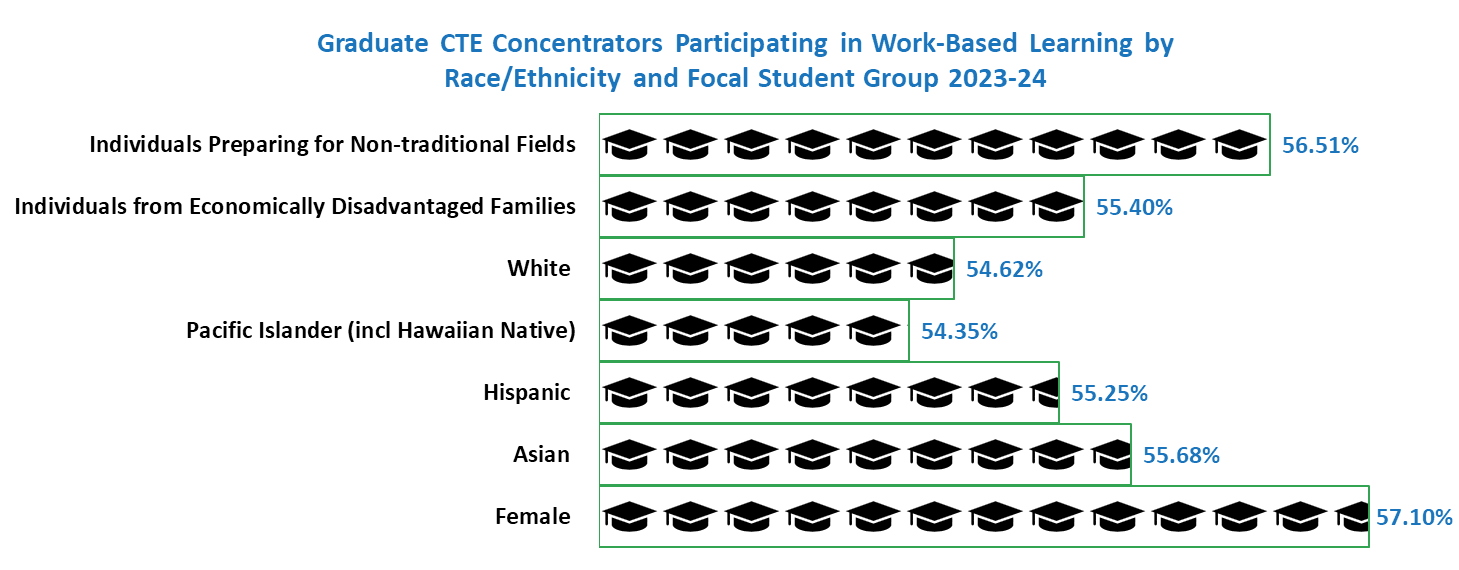 Graduate CTE Concentrators Participating in Work-Based Learning by
Race/Ethnicity and Focal Student Group 2023-24
Individuals Preparing for Non-traditional Fields 56.51%
Individuals from Economically Disadvantaged Families 55.40%
White 54.62%
Pacific Islander (incl Hawaiian Native) 54.35%
Hispanic 55.25%
Asian 55.68%
Female 57.10%